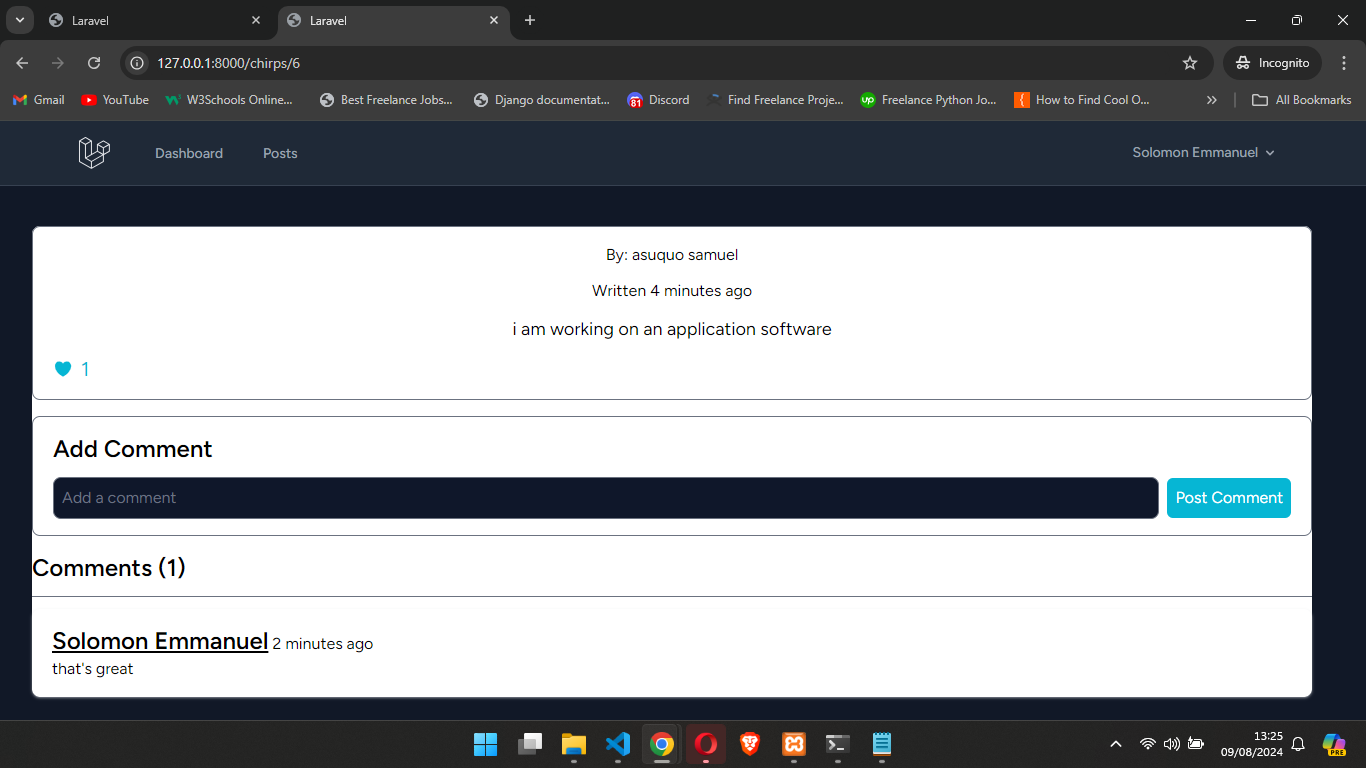 Laravel
Laravel
127.0.0.1:8000/chirps/6
Incognito
Gmail
YouTube
W3Schools Online...
Best Freelance Jobs...
Django documentat...
81
Discord
Find Freelance Proje...
up
Freelance Python Jo...
How to Find Cool O...
All Bookmarks
Dashboard
Posts
Solomon Emmanuel
By: asuquo samuel
Written 4 minutes ago
i am working on an application software
1
Add Comment
Add a comment
Post Comment
Comments (1)
Solomon Emmanuel 2 minutes ago
that's great
13:25
09/08/2024
PRE